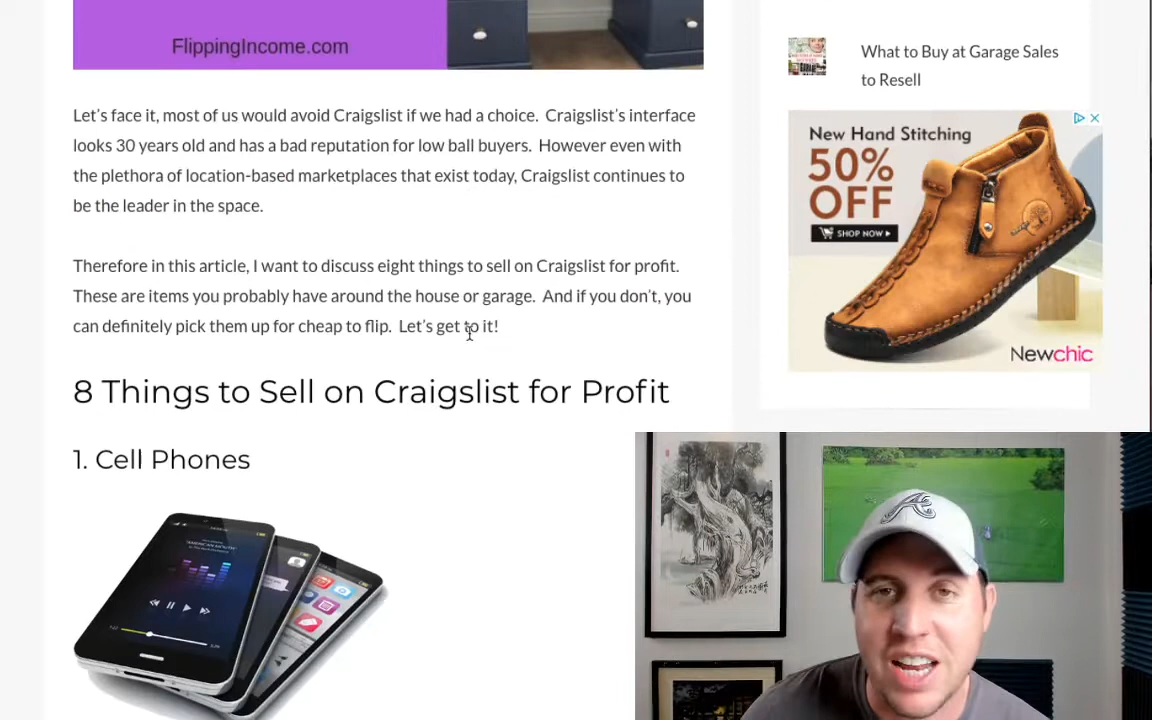 FlippingIncome.com
Let's face it, most of us would avoid Craigslist if we had a choice.  Craigslist's interface
looks 30 years old and has a bad reputation for low ball buyers.  However even with
the plethora of location-based marketplaces that exist today, Craigslist continues to
be the leader in the space.
Therefore in this article, I want to discuss eight things to sell on Craigslist for profit.
These are items you probably have around the house or garage.  And if you don't, you
can definitely pick them up for cheap to flip.  Let's get to it!
8 Things to Sell on Craigslist for Profit
1. Cell Phones
What to Buy at Garage Sales
to Resell
New Hand Stitching
50%
OFF
SHOP NOW
Newchic
A